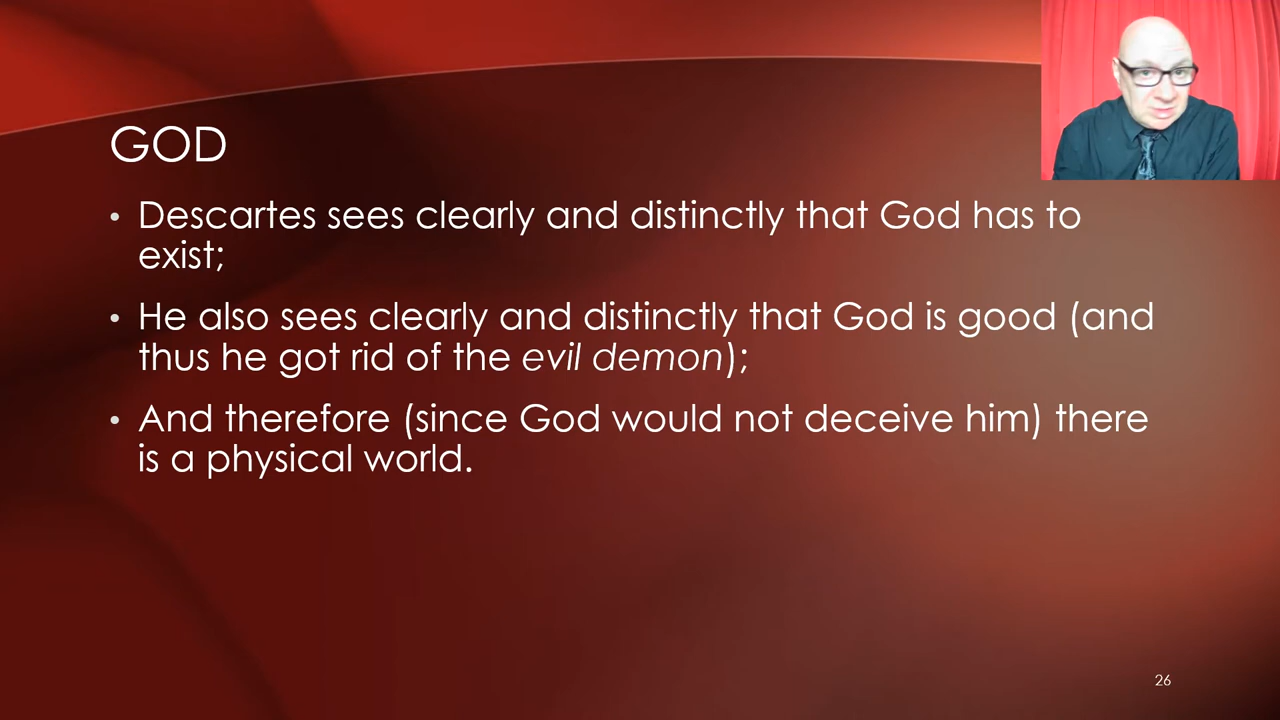 GOD
• Descartes sees clearly and distinctly that God has to
exist;
• He also sees clearly and distinctly that God is good (and
thus he got rid of the evil demon);
• And therefore (since God would not deceive him) there
is a physical world.
26